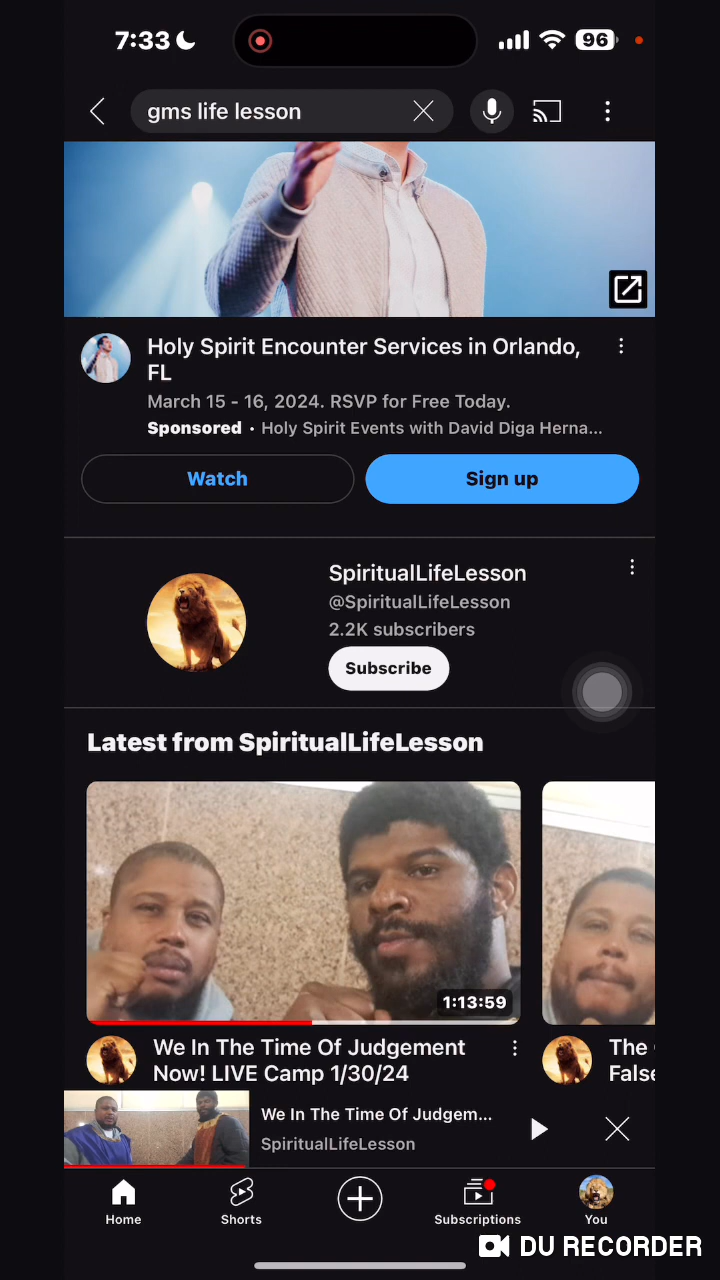 7:33
96
gms life lesson
Holy Spirit Encounter Services in Orlando,
FL
March 15 - 16, 2024. RSVP for Free Today.
Sponsored • Holy Spirit Events with David Diga Herna...
Watch
Sign up
SpiritualLifeLesson
@SpiritualLifeLesson
2.2K subscribers
Subscribe
Latest from SpiritualLifeLesson
1:13:59
We In The Time Of Judgement
Now! LIVE Camp 1/30/24
The
False
We In The Time Of Judgem...
SpiritualLifeLesson
Home
Shorts
Subscriptions
You
DU RECORDER